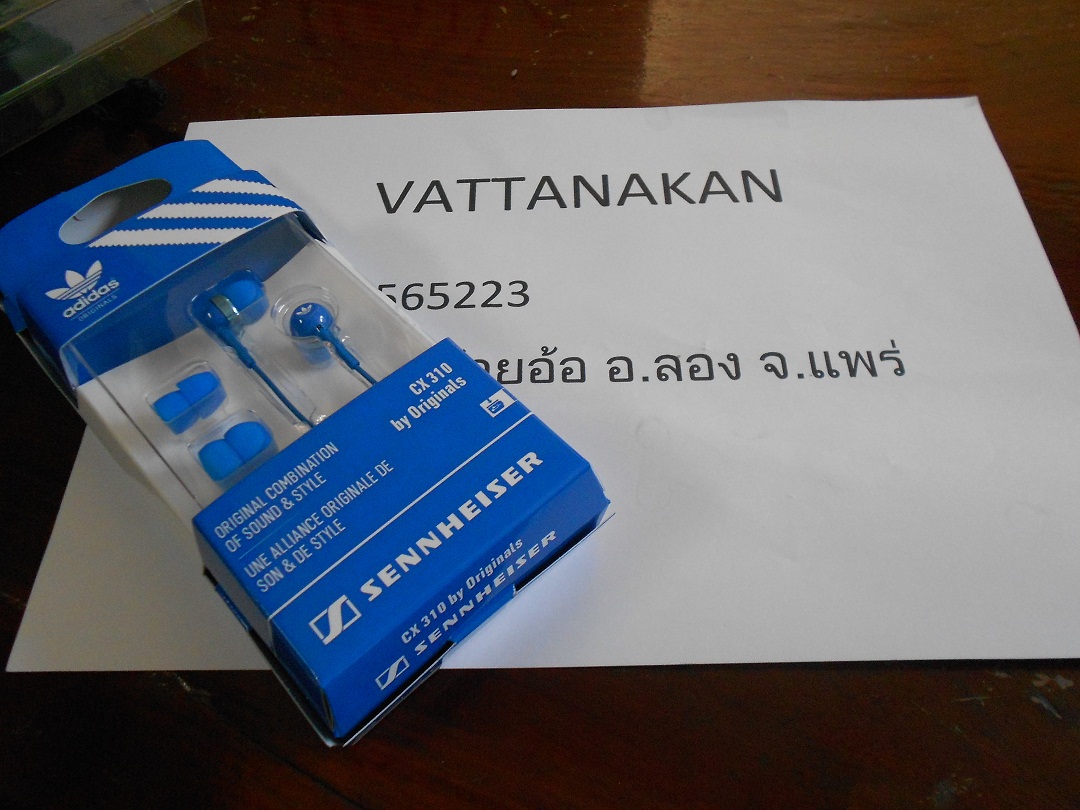 VATTANAKAN
565223
อ.สอง จ.แพร่
adidas
ORIGINALS
CX 310
by Originals
ORIGINAL COMBINATION
OF SOUND & STYLE
UNE ALLIANCE ORIGINALE DE
SON & DE STYLE
SENNHEISER
CX 310 by Originals
SENNHEISER